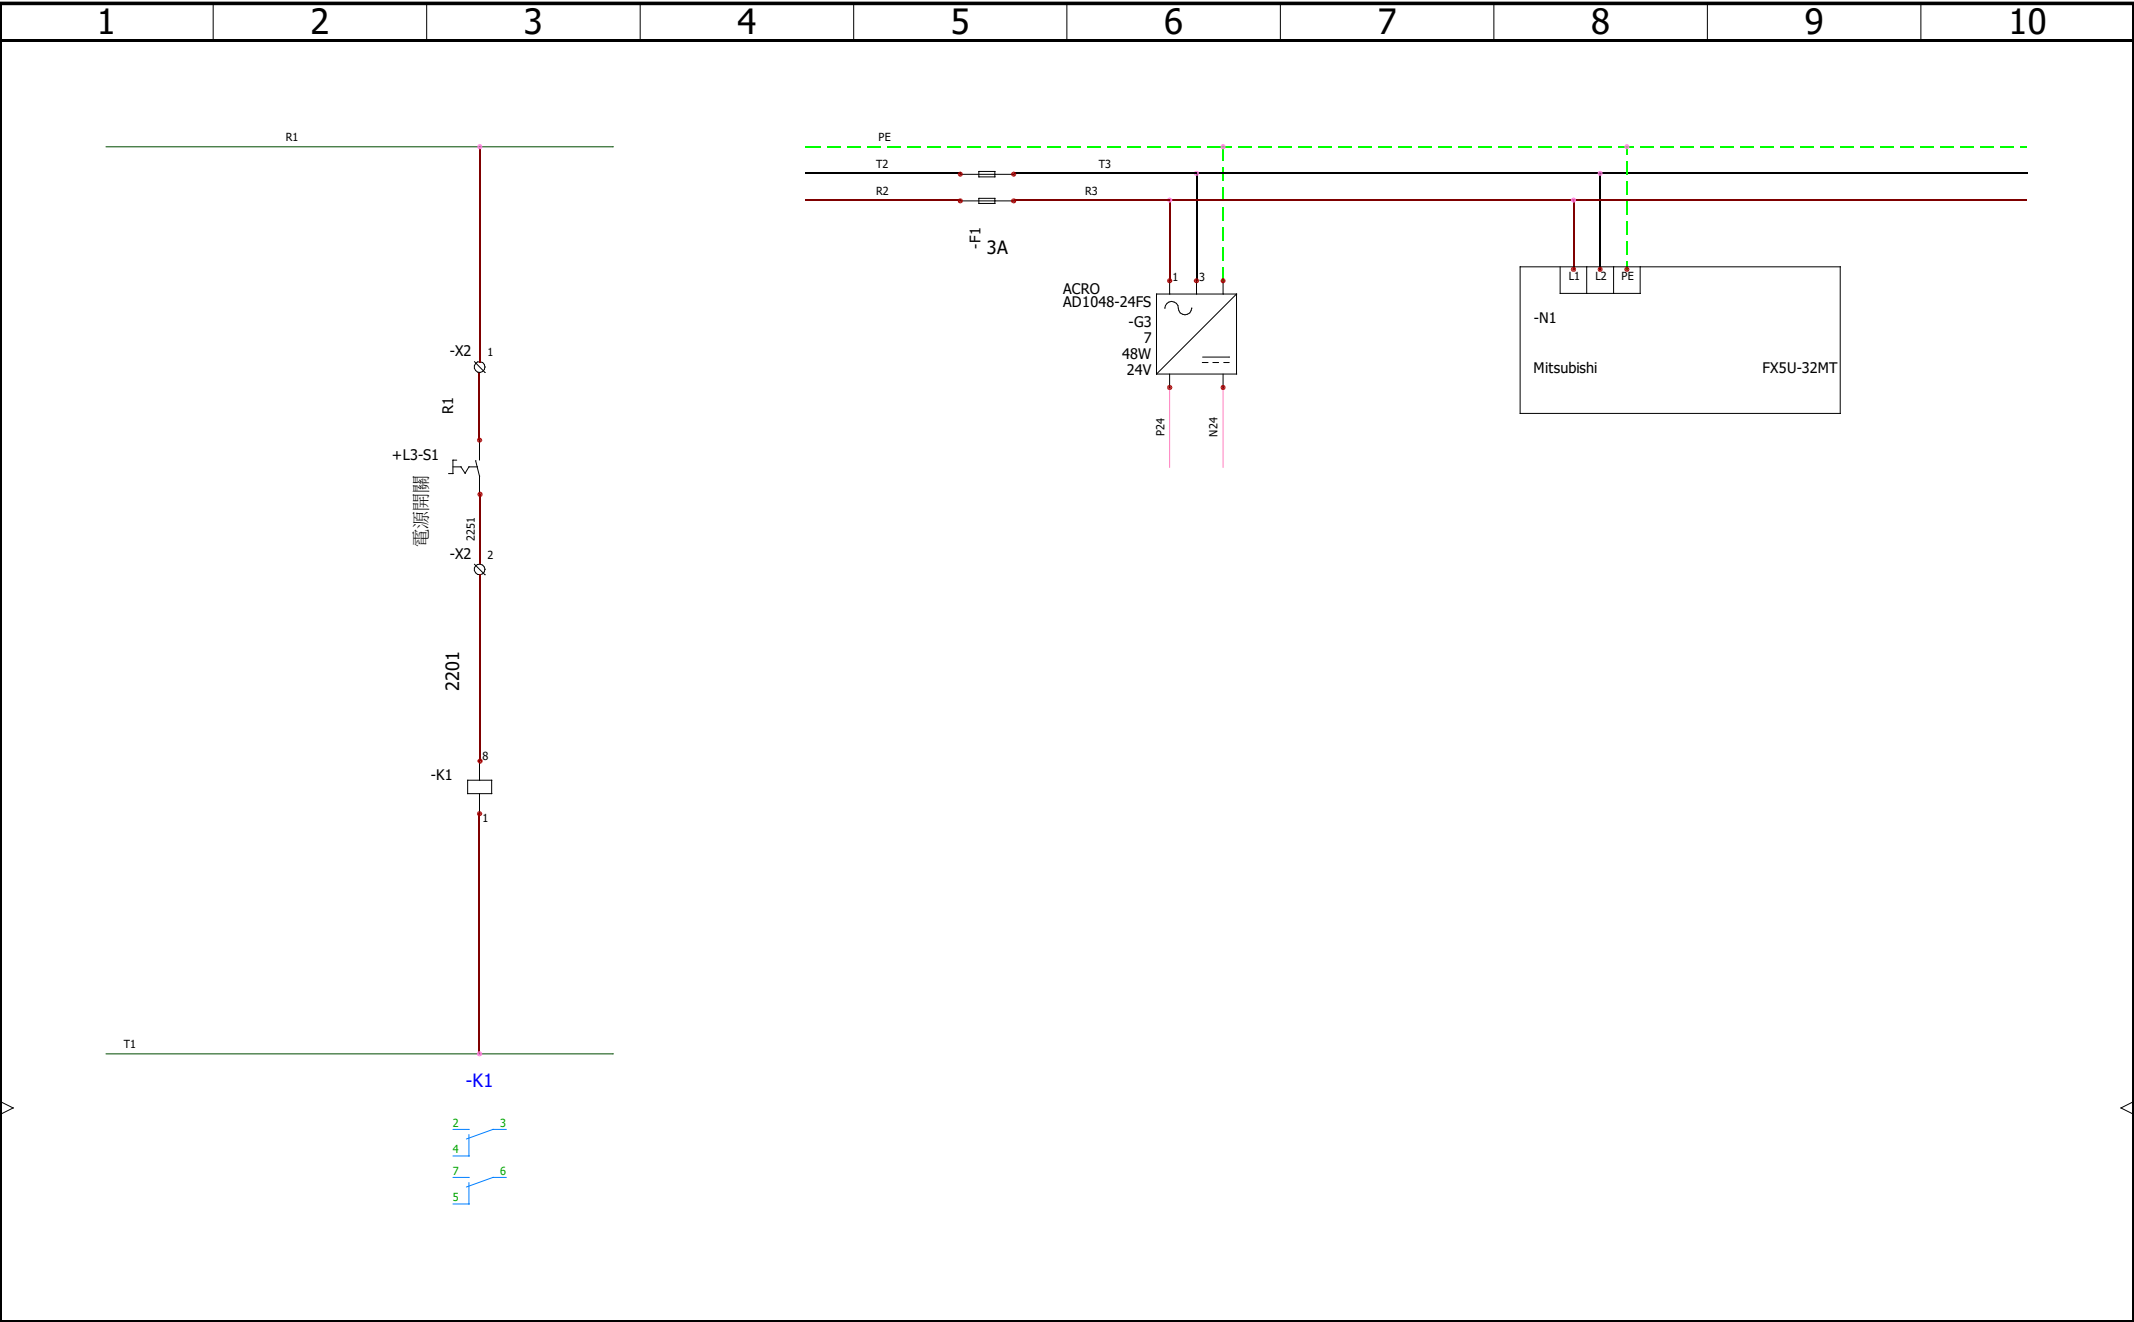 1 2 3 4 5 6 7 8 9 10
R1
PE
T2 T3
R2 R3
-F1 3A
-X2 1
R1
+L3-S1
電源開關
2251
-X2 2
2201
8
-K1
1
T1
-K1
2 3
4
7 6
5
1 3
ACRO
AD1048-24FS
-G3
7
48W
24V
P24 N24
L1 L2 PE
-N1
Mitsubishi FX5U-32MT